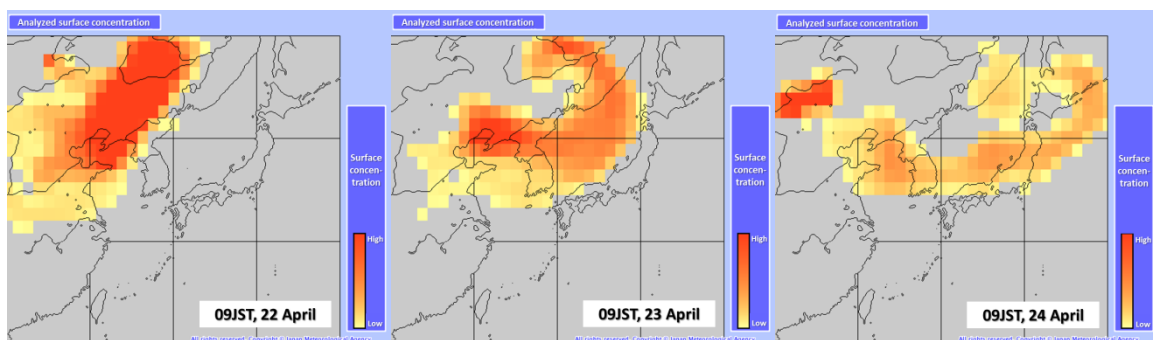 Analyzed surface concentration
Surface
concen-
tration
High
Low
09JST, 22 April
Analyzed surface concentration
Surface
concen-
tration
High
Low
09JST, 23 April
Analyzed surface concentration
Surface
concen-
tration
High
Low
09JST, 24 April